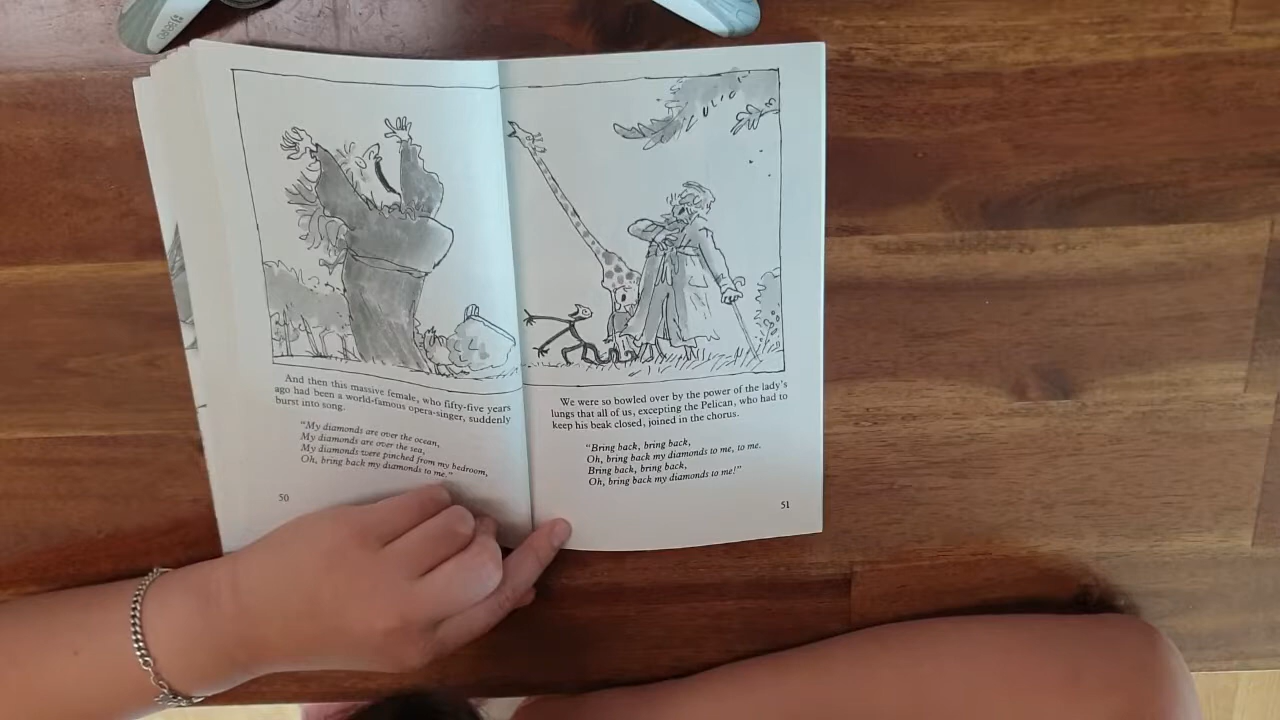 And then this massive female, who fifty-five years
ago had been a world-famous opera-singer, suddenly
burst into song.
"My diamonds are over the ocean,
My diamonds are over the sea,
My diamonds were pinched from my bedroom,
Oh, bring back my diamonds to me."
50
We were so bowled over by the power of the lady's
lungs that all of us, excepting the Pelican, who had to
keep his beak closed, joined in the chorus.
"Bring back, bring back,
Oh, bring back my diamonds to me, to me.
Bring back, bring back,
Oh, bring back my diamonds to me!"
51